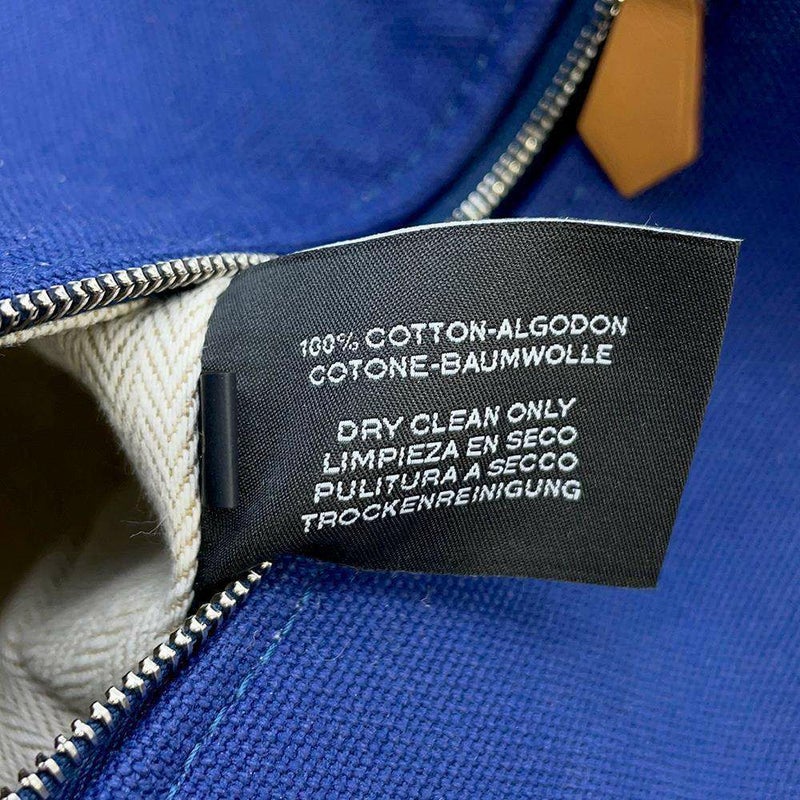 100% COTTON-ALGODON
COTONE-BAUMWOLLE
DRY CLEAN ONLY
LIMPIEZA EN SECO
PULITURA A SECCO
TROCKENREINIGUNG